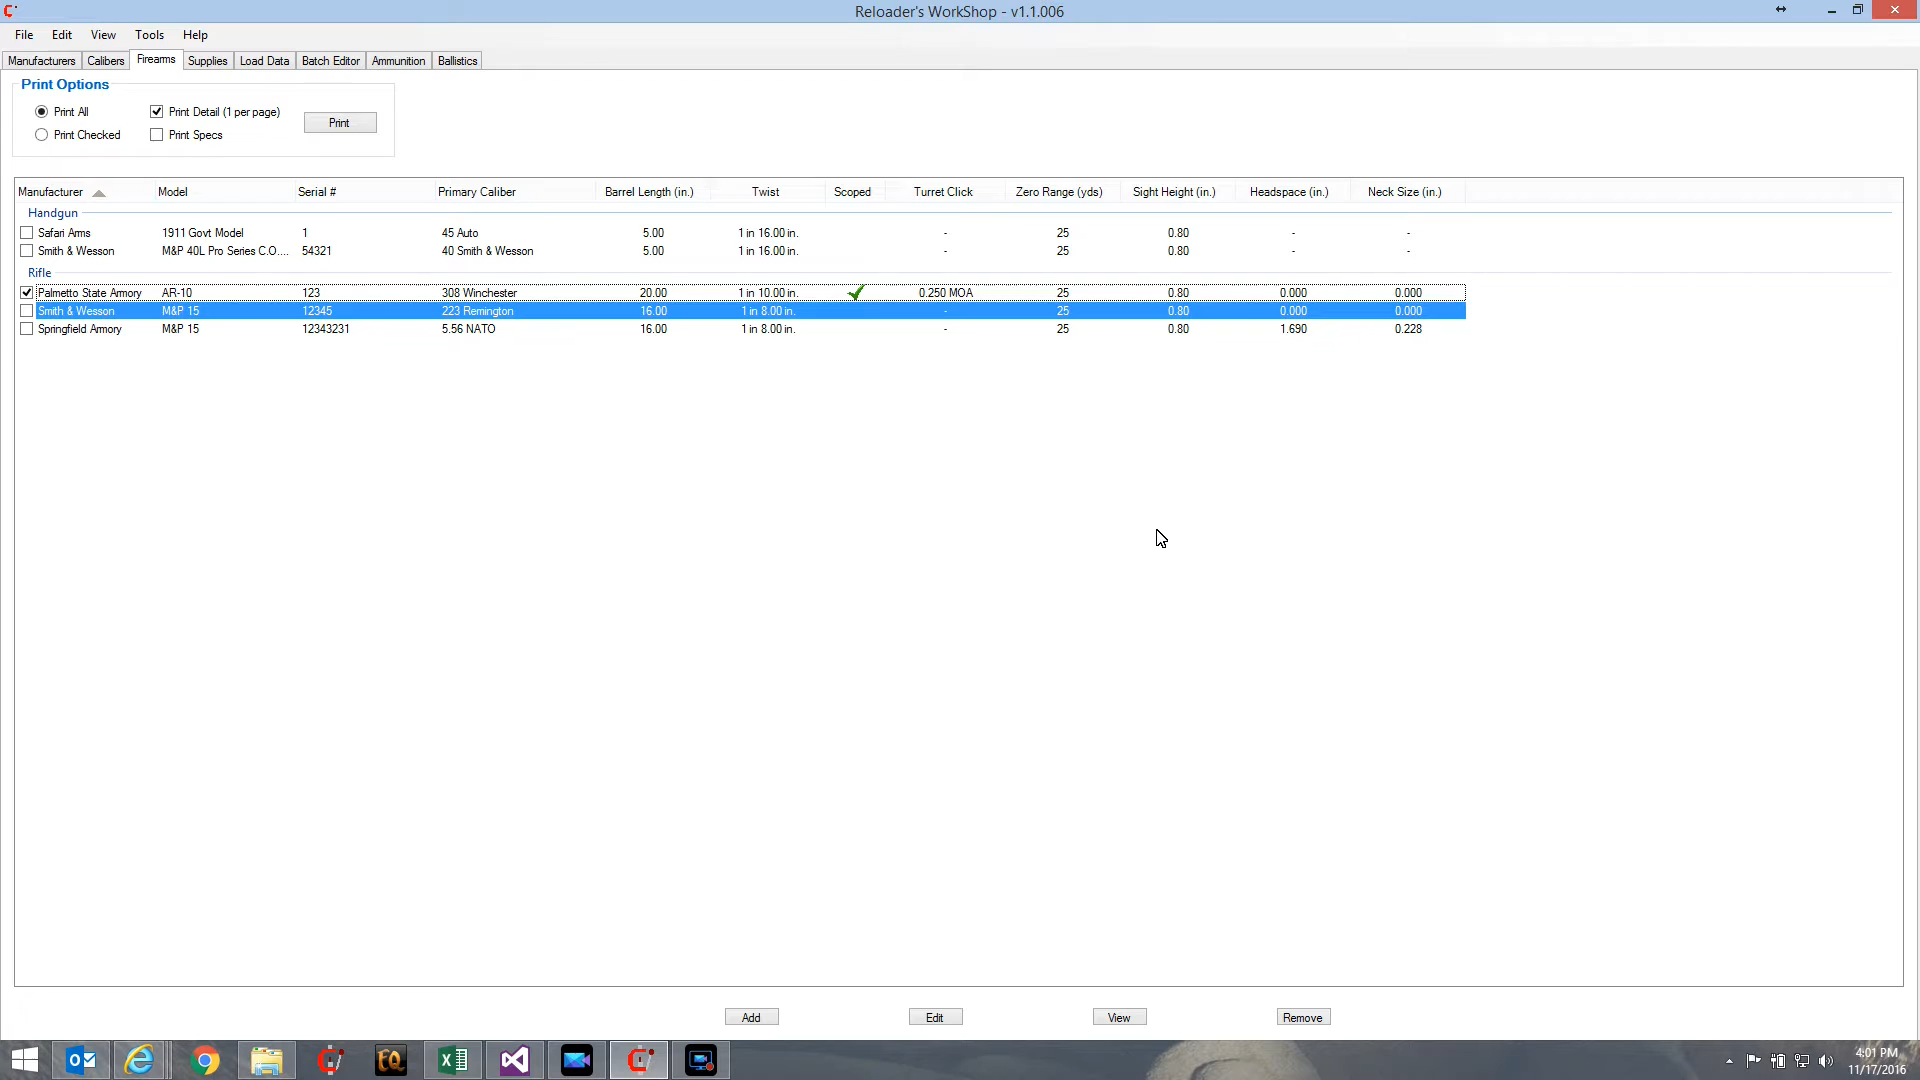 Reloader's WorkShop - v1.1.006
File Edit View Tools Help
Manufacturers Calibers Firearms Supplies Load Data Batch Editor Ammunition Ballistics
Print Options
Print All Print Detail (1 per page) Print
Print Checked Print Specs
Manufacturer Model Serial # Primary Caliber Barrel Length (in.) Twist Scoped Turret Click Zero Range (yds) Sight Height (in.) Headspace (in.) Neck Size (in.)
Handgun
Safari Arms 1911 Govt Model 1 45 Auto 5.00 1 in 16.00 in. - 25 0.80 - -
Smith & Wesson M&P 40L Pro Series C.O.... 54321 40 Smith & Wesson 5.00 1 in 16.00 in. - 25 0.80 - -
Rifle
Palmetto State Armory AR-10 123 308 Winchester 20.00 1 in 10.00 in. 0.250 MOA 25 0.80 0.000 0.000
Smith & Wesson M&P 15 12345 223 Remington 16.00 1 in 8.00 in. - 25 0.80 0.000 0.000
Springfield Armory M&P 15 12343231 5.56 NATO 16.00 1 in 8.00 in. - 25 0.80 1.690 0.228
Add Edit View Remove
4:01 PM
11/17/2016